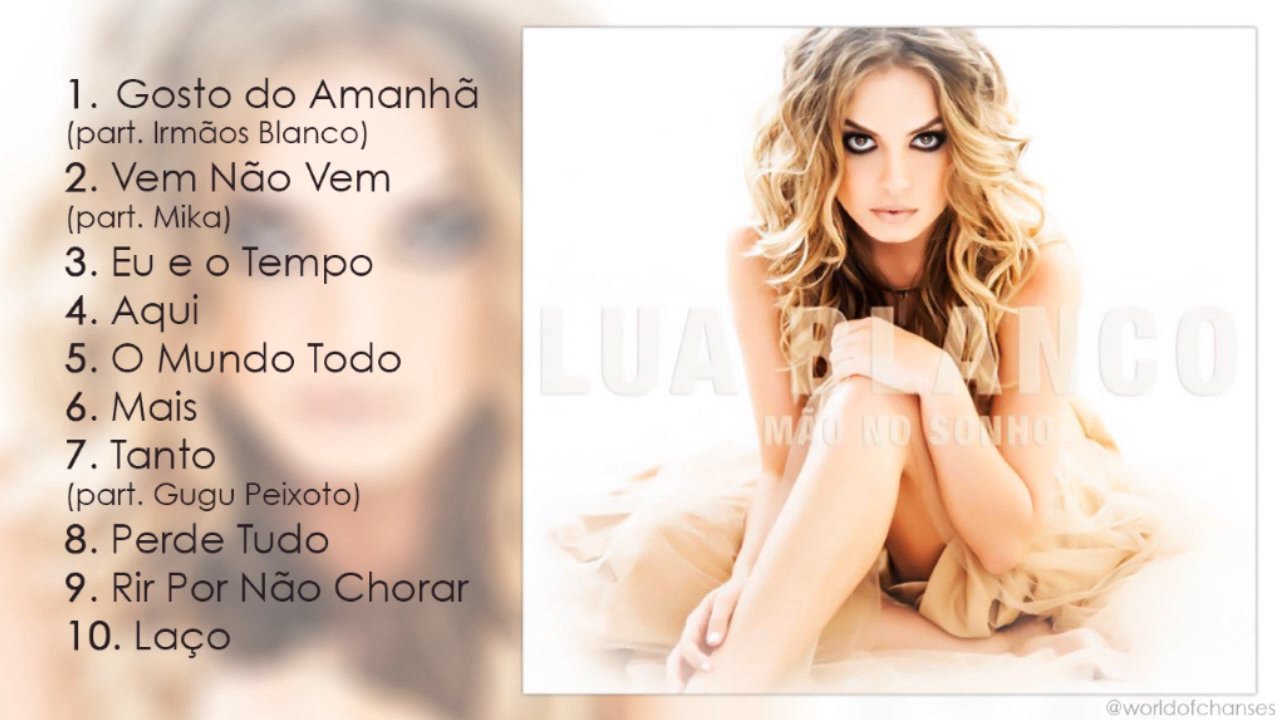 1. Gosto do Amanhã
(part. Irmãos Blanco)
2. Vem Não Vem
(part. Mika)
3. Eu e o Tempo
4. Aqui
5. O Mundo Todo
6. Mais
7. Tanto
(part. Gugu Peixoto)
8. Perde Tudo
9. Rir Por Não Chorar
10. Laço
LUA BLANCO
MÃO NO SONHO
@worldofchanses